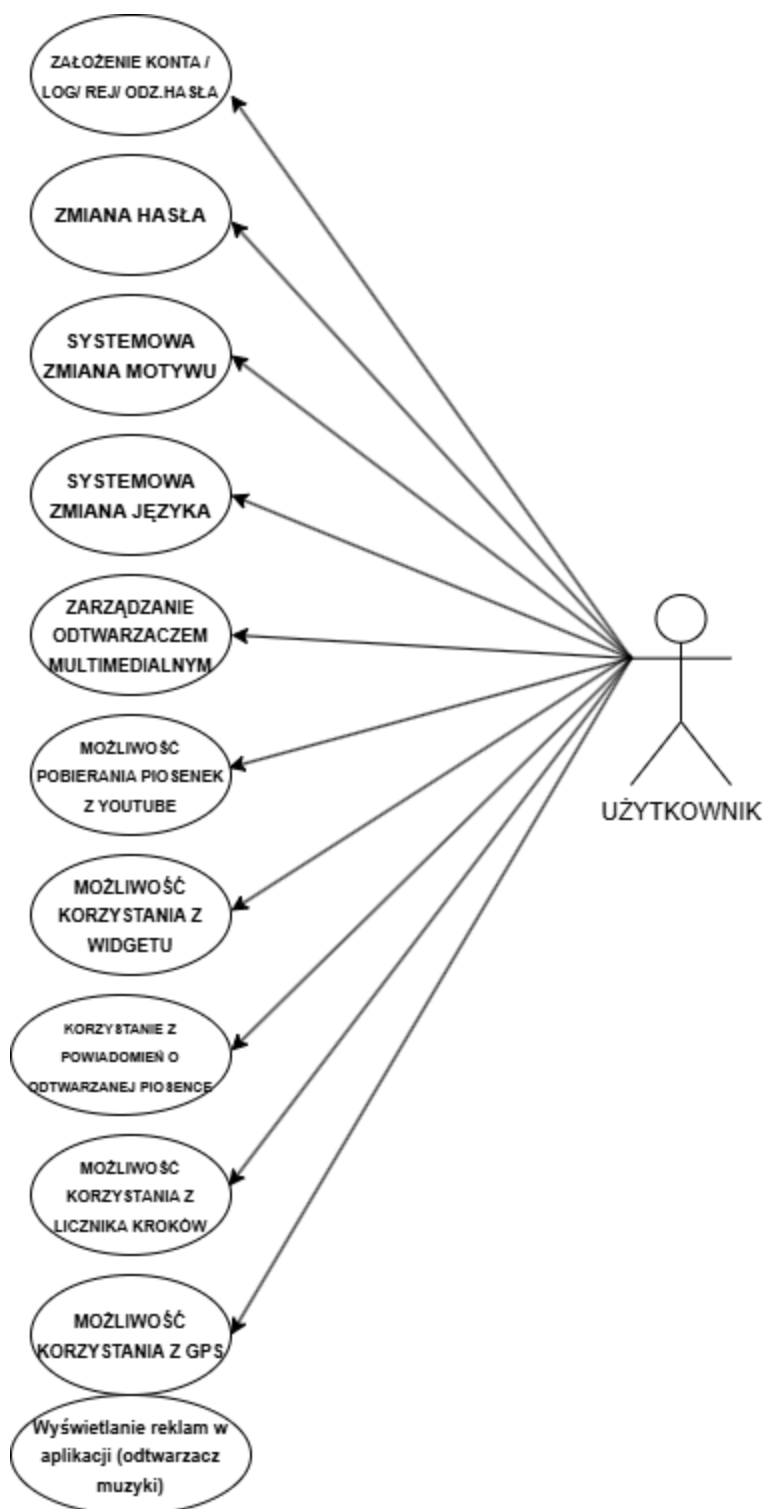 ZAŁOŻENIE KONTA /
LOG/ REJ/ ODZ.HASŁA
ZMIANA HASŁA
SYSTEMOWA
ZMIANA MOTYWU
SYSTEMOWA
ZMIANA JĘZYKA
ZARZĄDZANIE
ODTWARZACZEM
MULTIMEDIALNYM
MOŻLIWOŚĆ
POBIERANIA PIOSENEK
Z YOUTUBE
UŻYTKOWNIK
MOŻLIWOŚĆ
KORZYSTANIA Z
WIDGETU
KORZYSTANIE Z
POWIADOMIEŃ O
ODTWARZANEJ PIOSENCE
MOŻLIWOŚĆ
KORZYSTANIA Z
LICZNIKA KROKÓW
MOŻLIWOŚĆ
KORZYSTANIA Z GPS
Wyświetlanie reklam w
aplikacji (odtwarzacz
muzyki)